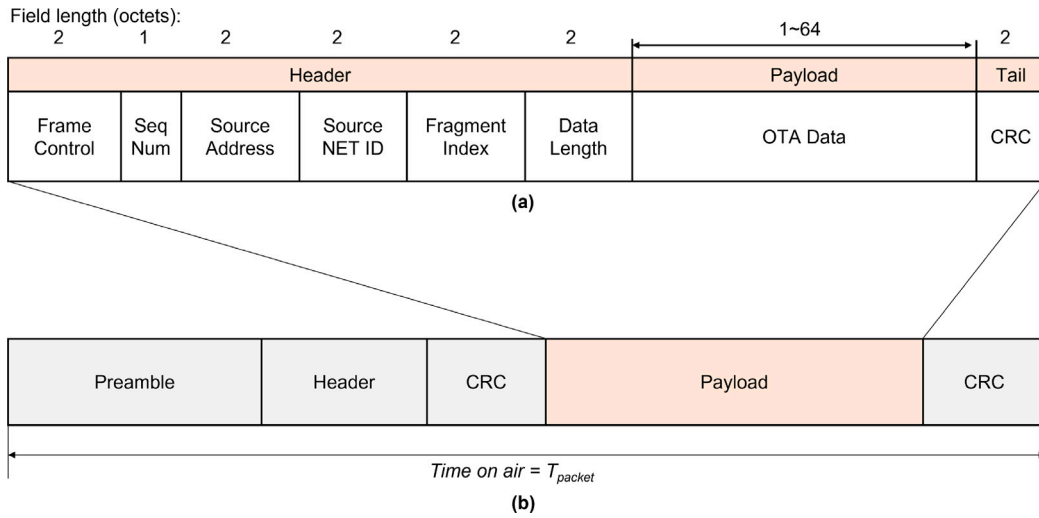 Field length (octets):
2 1 2 2 2 2 1~64 2
Header Payload Tail
Frame Control
Seq Num
Source Address
Source NET ID
Fragment Index
Data Length
OTA Data
CRC
(a)
Preamble Header CRC Payload CRC
Time on air = Tpacket
(b)